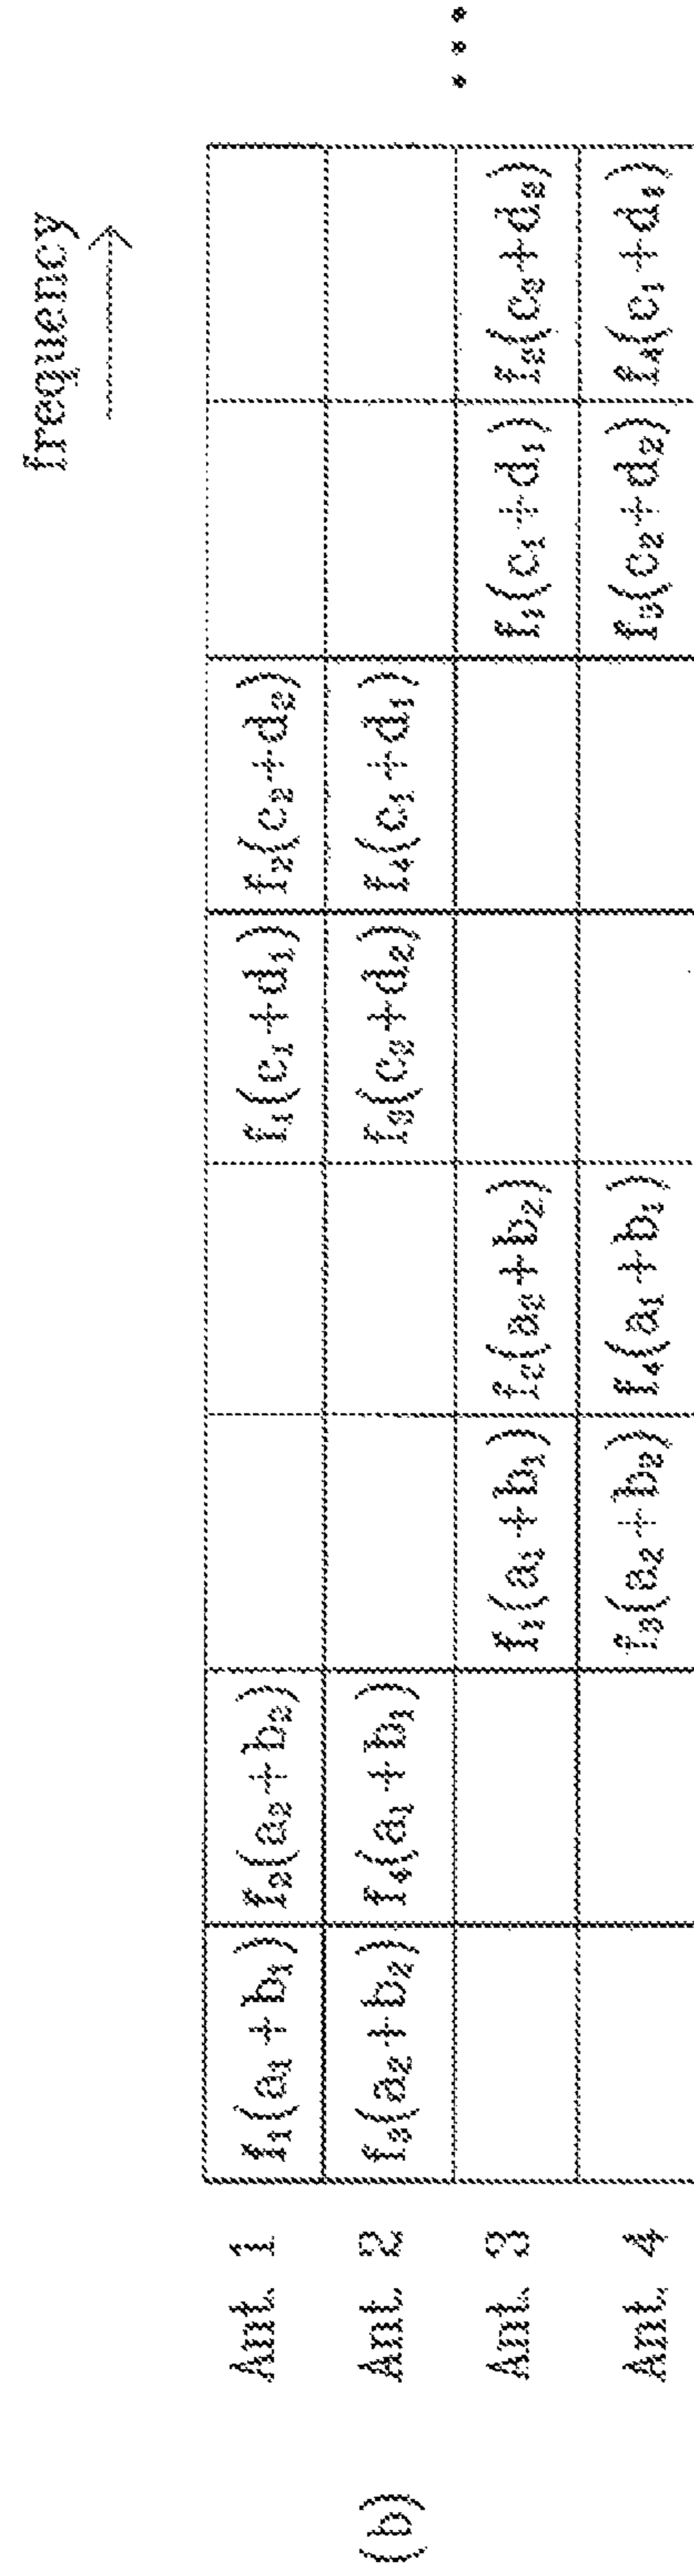 frequency
(b)
Ant. 1 f₁(a₁+b₁) f₂(a₂+b₂) f₁(c₁+d₁) f₂(c₂+d₂)
Ant. 2 f₃(a₂+b₂) f₄(a₁+b₁) f₃(c₂+d₂) f₄(c₁+d₁)
Ant. 3 f₁(a₁+b₁) f₂(a₂+b₂) f₁(c₁+d₁) f₂(c₂+d₂)
Ant. 4 f₃(a₂+b₂) f₄(a₁+b₁) f₃(c₂+d₂) f₄(c₁+d₁)